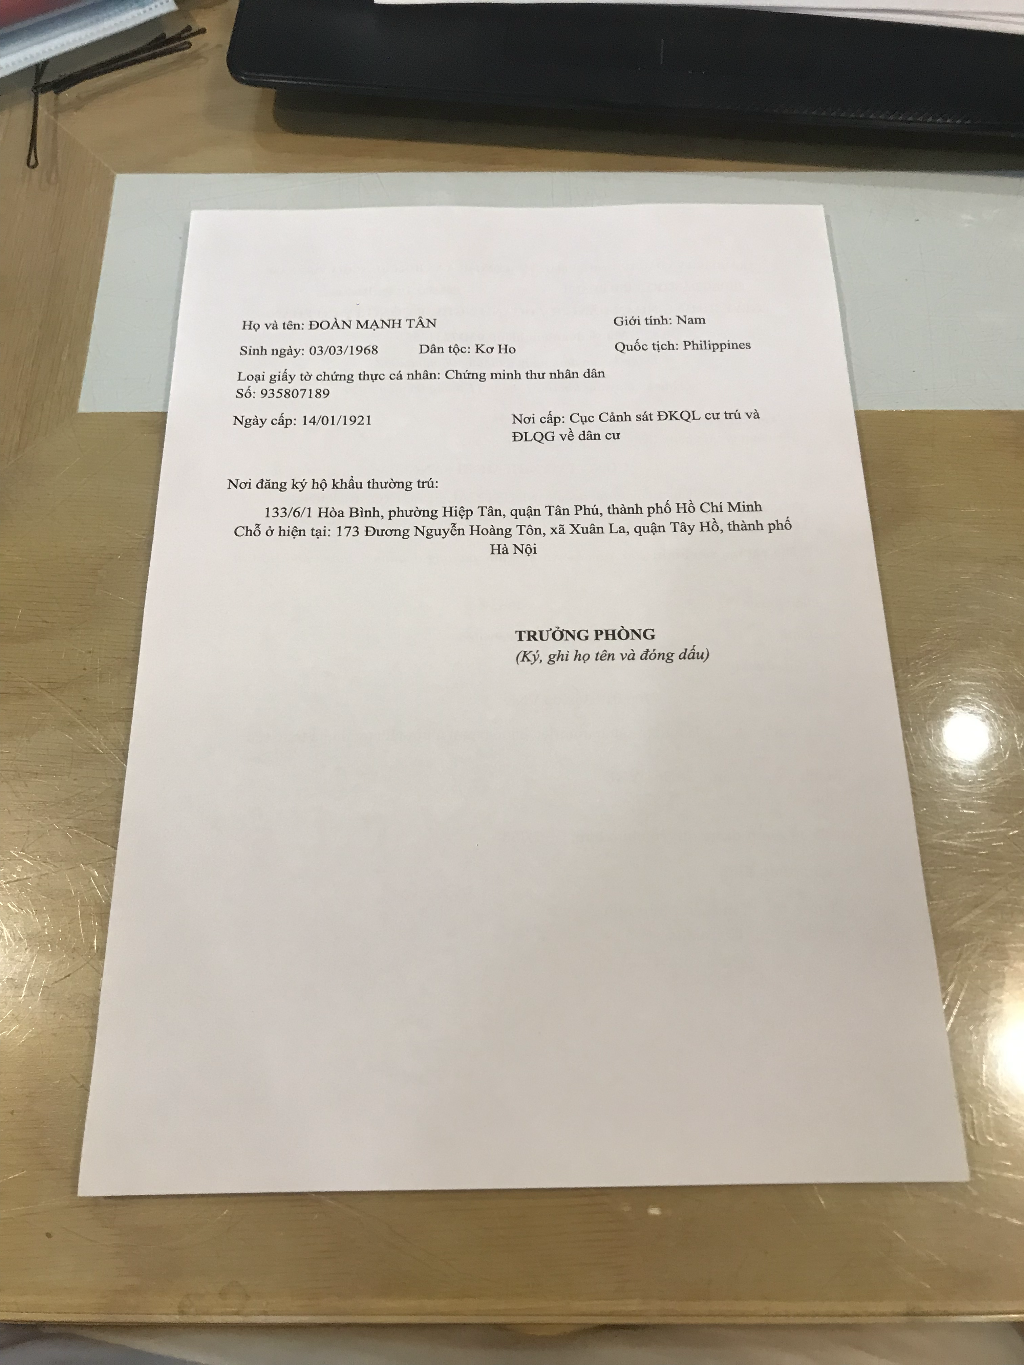 Họ và tên: ĐOÀN MẠNH TÂN Giới tính: Nam
Sinh ngày: 03/03/1968 Dân tộc: Kơ Ho Quốc tịch: Philippines
Loại giấy tờ chứng thực cá nhân: Chứng minh thư nhân dân
Số: 935807189
Ngày cấp: 14/01/1921 Nơi cấp: Cục Cảnh sát ĐKQL cư trú và
ĐLQG về dân cư
Nơi đăng ký hộ khẩu thường trú:
133/6/1 Hòa Bình, phường Hiệp Tân, quận Tân Phú, thành phố Hồ Chí Minh
Chỗ ở hiện tại: 173 Đương Nguyễn Hoàng Tôn, xã Xuân La, quận Tây Hồ, thành phố
Hà Nội
TRƯỞNG PHÒNG
(Ký, ghi họ tên và đóng dấu)